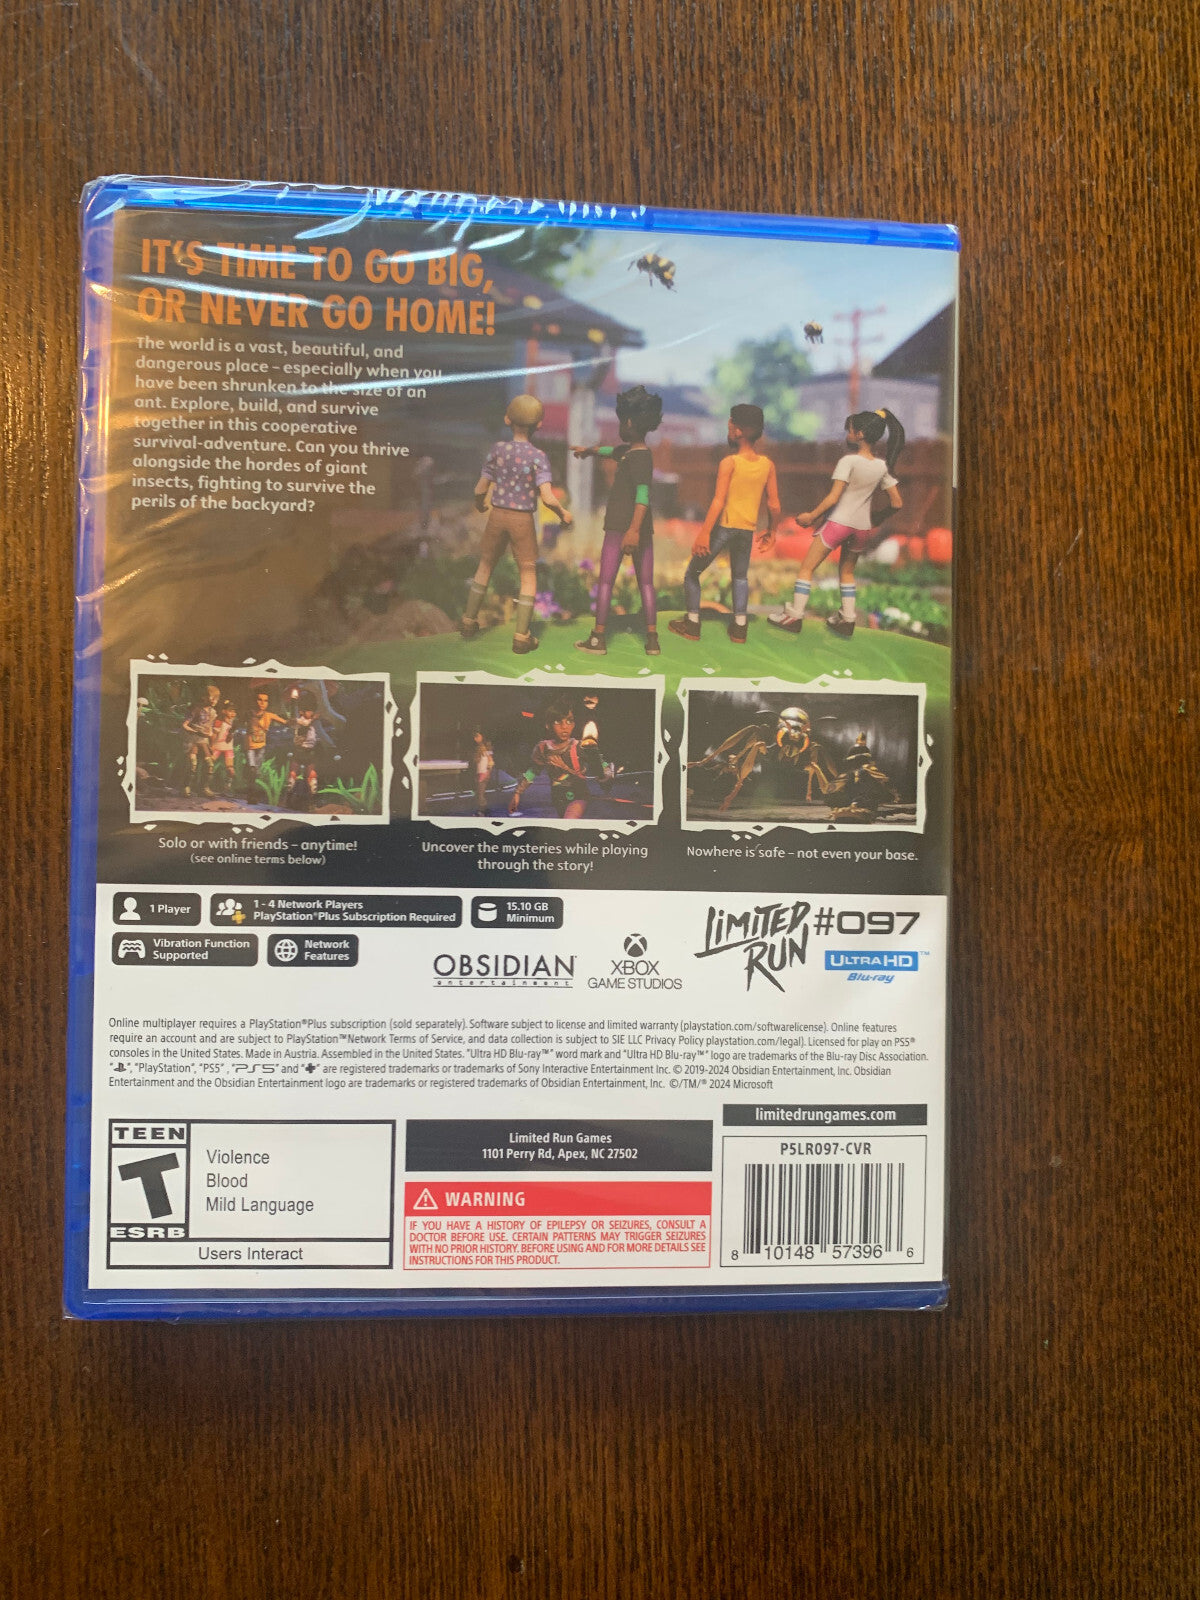 IT'S TIME TO GO BIG,
OR NEVER GO HOME!
The world is a vast, beautiful, and
dangerous place - especially when you
have been shrunken to the size of an
ant. Explore, build, and survive
together in this cooperative
survival-adventure. Can you thrive
alongside the hordes of giant
insects, fighting to survive the
perils of the backyard?
Solo or with friends - anytime!
(see online terms below)
Uncover the mysteries while playing
through the story!
Nowhere is safe - not even your base.
1 Player
1 - 4 Network Players
PlayStation®Plus Subscription Required
15.10 GB
Minimum
Vibration Function
Supported
Network
Features
OBSIDIAN
entertainment
XBOX
GAME STUDIOS
LIMITED
RUN
#097
ULTRA HD™
Blu-ray
Online multiplayer requires a PlayStation®Plus subscription (sold separately). Software subject to license and limited warranty (playstation.com/softwarelicense). Online features
require an account and are subject to PlayStation™Network Terms of Service, and data collection is subject to SIE LLC Privacy Policy playstation.com/legal). Licensed for play on PS5®
consoles in the United States. Made in Austria. Assembled in the United States. "Ultra HD Blu-ray™" word mark and "Ultra HD Blu-ray™" logo are trademarks of the Blu-ray Disc Association.
" ", "PlayStation", "PS5", "PS5" and " " are registered trademarks or trademarks of Sony Interactive Entertainment Inc. © 2019-2024 Obsidian Entertainment, Inc. Obsidian
Entertainment and the Obsidian Entertainment logo are trademarks or registered trademarks of Obsidian Entertainment, Inc. ©/TM/® 2024 Microsoft
TEEN
T
ESRB
Violence
Blood
Mild Language
Users Interact
Limited Run Games
1101 Perry Rd, Apex, NC 27502
WARNING
IF YOU HAVE A HISTORY OF EPILEPSY OR SEIZURES, CONSULT A
DOCTOR BEFORE USE. CERTAIN PATTERNS MAY TRIGGER SEIZURES
WITH NO PRIOR HISTORY. BEFORE USING AND FOR MORE DETAILS SEE
INSTRUCTIONS FOR THIS PRODUCT.
limitedrungames.com
P5LR097-CVR
8 10148 57396 6